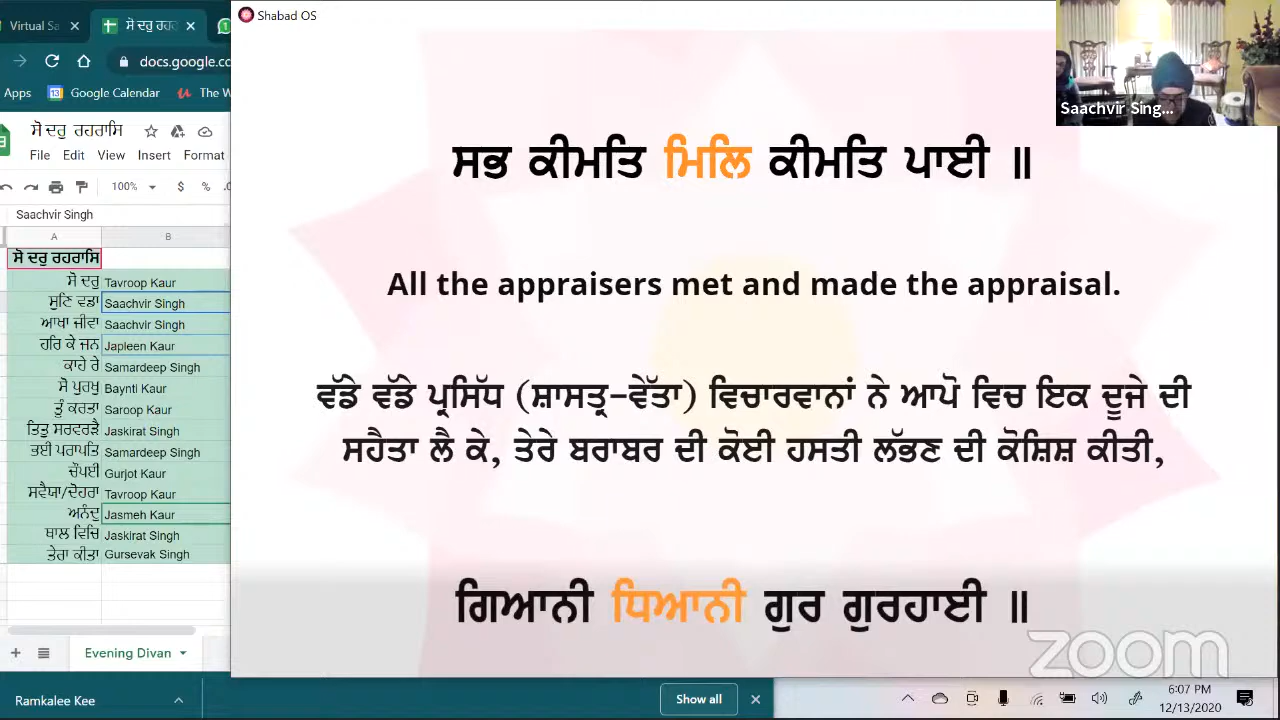 Virtual Sa
ਸੋ ਦਰੁ ਰਹਰ
docs.google.co
Apps
Google Calendar
The W
ਸੋ ਦਰੁ ਰਹਰਾਸਿ
File Edit View Insert Format
100% $ % .0
Saachvir Singh
A B
ਸੋ ਦਰੁ ਰਹਰਾਸਿ
ਸੋ ਦਰੁ Tavroop Kaur
ਸੁਣਿ ਵਡਾ Saachvir Singh
ਆਖਾ ਜੀਵਾ Saachvir Singh
ਹਰਿ ਕੇ ਜਨ Japleen Kaur
ਕਾਹੇ ਰੇ Samardeep Singh
ਸੋ ਪੁਰਖੁ Baynti Kaur
ਤੂੰ ਕਰਤਾ Saroop Kaur
ਤਿਤੁ ਸਰਵਰੜੈ Jaskirat Singh
ਭਈ ਪਰਾਪਤਿ Samardeep Singh
ਚੌਪਈ Gurjot Kaur
ਸਵੈਯਾ/ਦੋਹਰਾ Tavroop Kaur
ਅਨੰਦੁ Jasmeh Kaur
ਥਾਲ ਵਿਚਿ Jaskirat Singh
ਤੇਰਾ ਕੀਤਾ Gursevak Singh
Evening Divan
Shabad OS
ਸਭ ਕੀਮਤਿ ਮਿਲਿ ਕੀਮਤਿ ਪਾਈ ॥
All the appraisers met and made the appraisal.
ਵੱਡੇ ਵੱਡੇ ਪ੍ਰਸਿੱਧ (ਸ਼ਾਸਤ੍ਰ-ਵੇੱਤਾ) ਵਿਚਾਰਵਾਨਾਂ ਨੇ ਆਪੋ ਵਿਚ ਇਕ ਦੂਜੇ ਦੀ
ਸਹੈਤਾ ਲੈ ਕੇ, ਤੇਰੇ ਬਰਾਬਰ ਦੀ ਕੋਈ ਹਸਤੀ ਲੱਭਣ ਦੀ ਕੋਸ਼ਿਸ਼ ਕੀਤੀ,
ਗਿਆਨੀ ਧਿਆਨੀ ਗੁਰ ਗੁਰਹਾਈ ॥
Saachvir Sing...
zoom
Ramkalee Kee
Show all
6:07 PM
12/13/2020